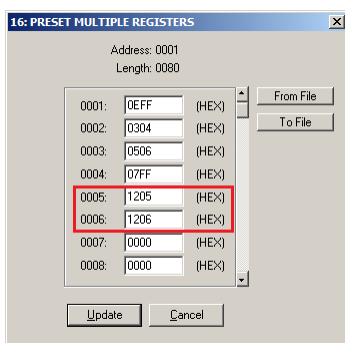 16: PRESET MULTIPLE REGISTERS
Address: 0001
Length: 0080
0001: 0EFF (HEX)
0002: 0304 (HEX)
0003: 0506 (HEX)
0004: 07FF (HEX)
0005: 1205 (HEX)
0006: 1206 (HEX)
0007: 0000 (HEX)
0008: 0000 (HEX)
From File
To File
Update Cancel